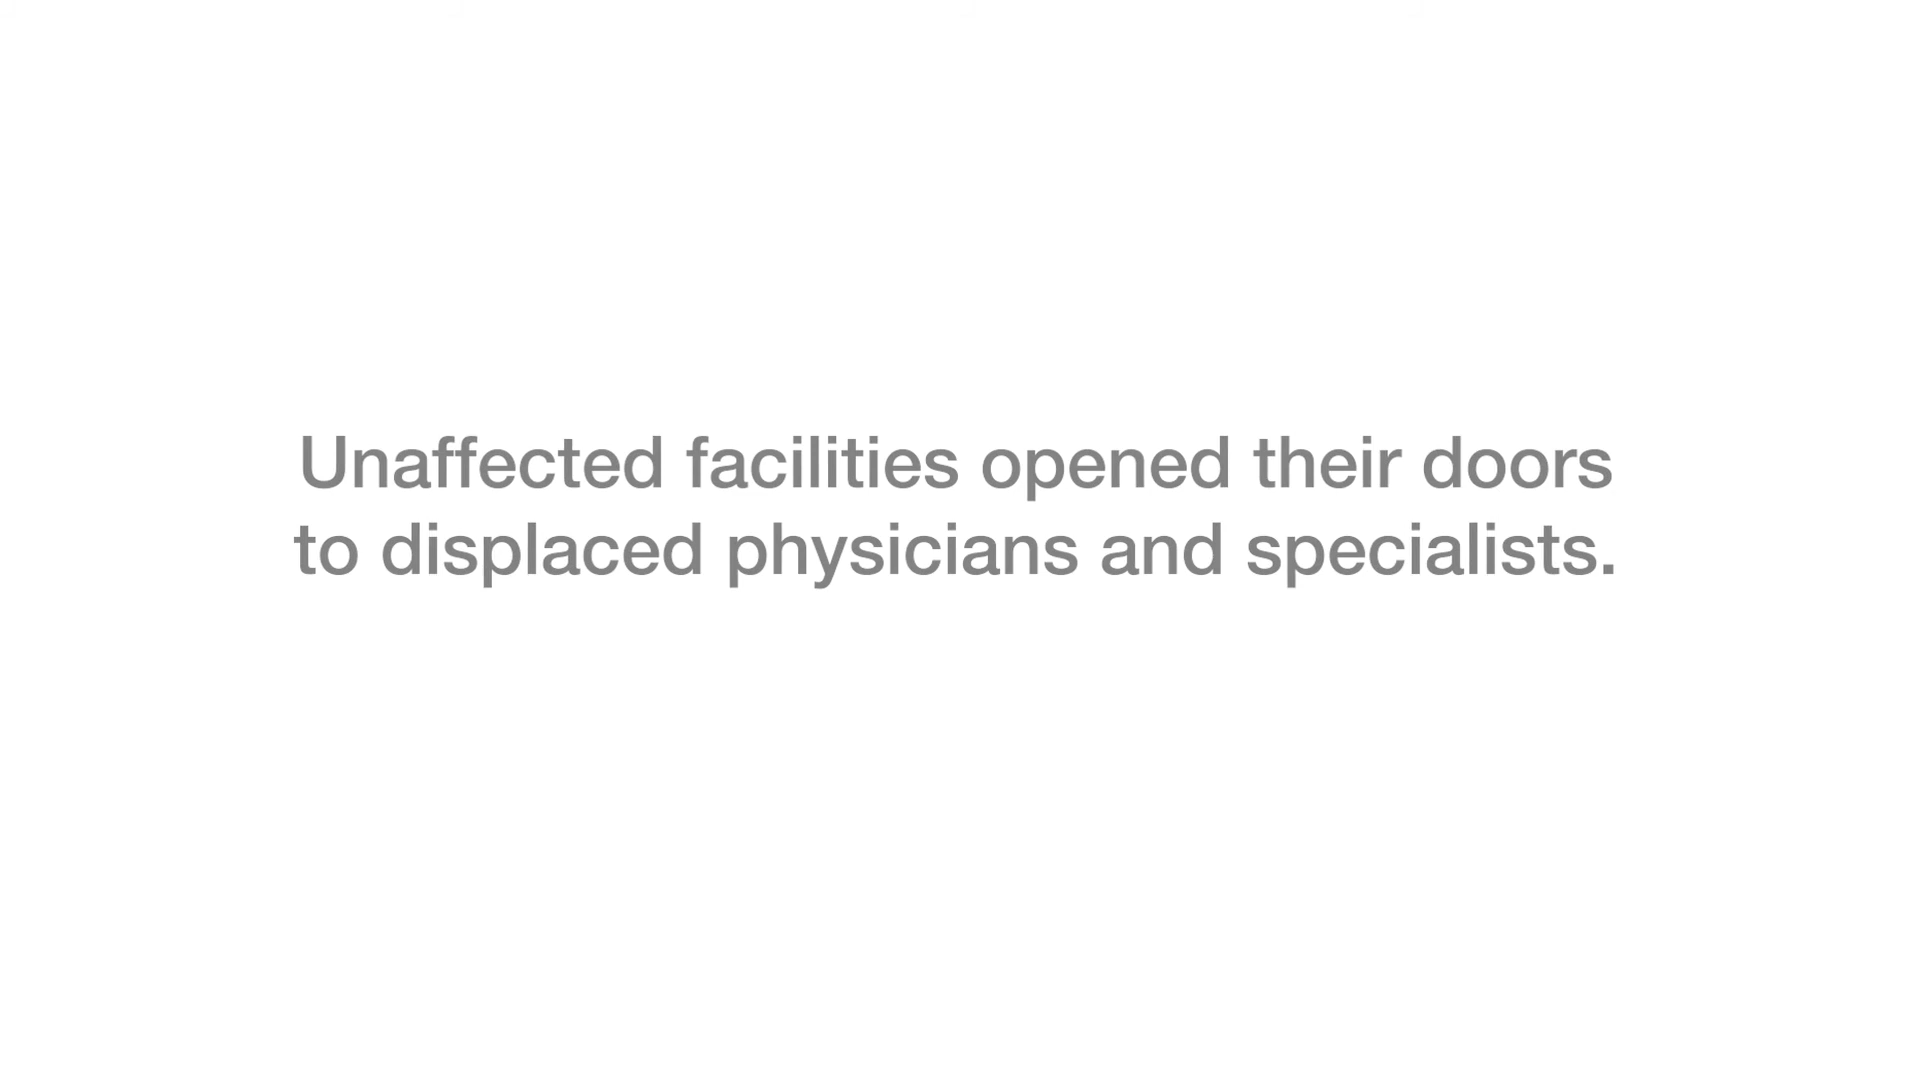 Unaffected facilities opened their doors
to displaced physicians and specialists.